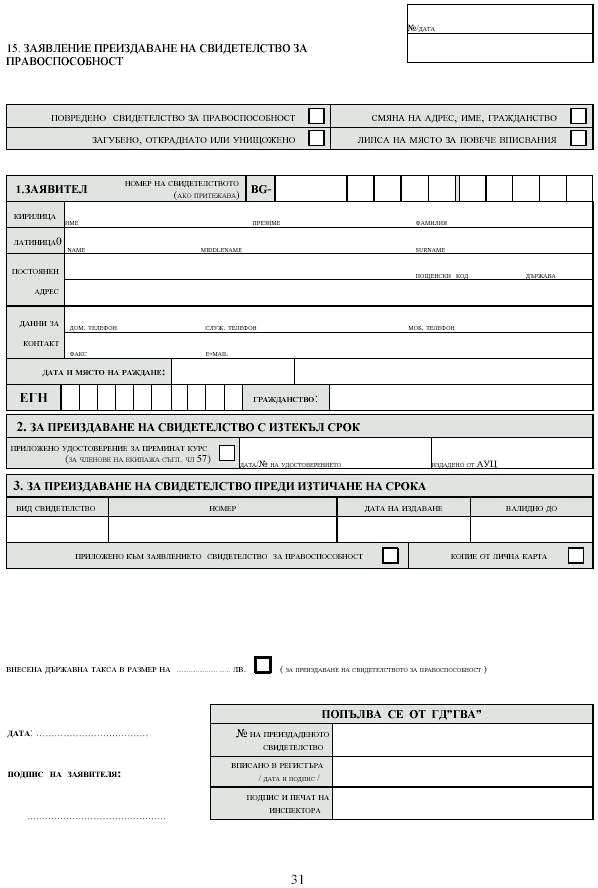 №/ДАТА
15. ЗАЯВЛЕНИЕ ПРЕИЗДАВАНЕ НА СВИДЕТЕЛСТВО ЗА
ПРАВОСПОСОБНОСТ
ПОВРЕДЕНО СВИДЕТЕЛСТВО ЗА ПРАВОСПОСОБНОСТ
СМЯНА НА АДРЕС, ИМЕ, ГРАЖДАНСТВО
ЗАГУБЕНО, ОТКРАДНАТО ИЛИ УНИЩОЖЕНО
ЛИПСА НА МЯСТО ЗА ПОВЕЧЕ ВПИСВАНИЯ
1.ЗАЯВИТЕЛ
НОМЕР НА СВИДЕТЕЛСТВОТО
(АКО ПРИТЕЖАВА)
BG-
КИРИЛИЦА
ИМЕ ПРЕЗИМЕ ФАМИЛИЯ
ЛАТИНИЦА()
NAME MIDDLENAME SURNAME
ПОСТОЯНЕН
АДРЕС
ПОЩЕНСКИ КОД ДЪРЖАВА
ДАННИ ЗА
КОНТАКТ
ДОМ. ТЕЛЕФОН СЛУЖ. ТЕЛЕФОН МОБ. ТЕЛЕФОН
ФАКС E-MAIL
ДАТА И МЯСТО НА РАЖДАНЕ:
ЕГН
ГРАЖДАНСТВО:
2. ЗА ПРЕИЗДАВАНЕ НА СВИДЕТЕЛСТВО С ИЗТЕКЪЛ СРОК
ПРИЛОЖЕНО УДОСТОВЕРЕНИЕ ЗА ПРЕМИНАТ КУРС
(ЗА ЧЛЕНОВЕ НА ЕКИПАЖА СЪГЛ. ЧЛ 57)
ДАТА/№ НА УДОСТОВЕРЕНИЕТО
ИЗДАДЕНО ОТ АУЦ
3. ЗА ПРЕИЗДАВАНЕ НА СВИДЕТЕЛСТВО ПРЕДИ ИЗТИЧАНЕ НА СРОКА
ВИД СВИДЕТЕЛСТВО НОМЕР ДАТА НА ИЗДАВАНЕ ВАЛИДНО ДО
ПРИЛОЖЕНО КЪМ ЗАЯВЛЕНИЕТО СВИДЕТЕЛСТВО ЗА ПРАВОСПОСОБНОСТ
КОПИЕ ОТ ЛИЧНА КАРТА
ВНЕСЕНА ДЪРЖАВНА ТАКСА В РАЗМЕР НА ........................ ЛВ. ( ЗА ПРЕИЗДАВАНЕ НА СВИДЕТЕЛСТВОТО ЗА ПРАВОСПОСОБНОСТ )
ПОПЪЛВА СЕ ОТ ГД"ГВА"
ДАТА: .......................................
№ НА ПРЕИЗДАДЕНОТО
СВИДЕТЕЛСТВО
ВПИСАНО В РЕГИСТЪРА
/ ДАТА И ПОДПИС /
ПОДПИС НА ЗАЯВИТЕЛЯ:
ПОДПИС И ПЕЧАТ НА
ИНСПЕКТОРА
................................................
31